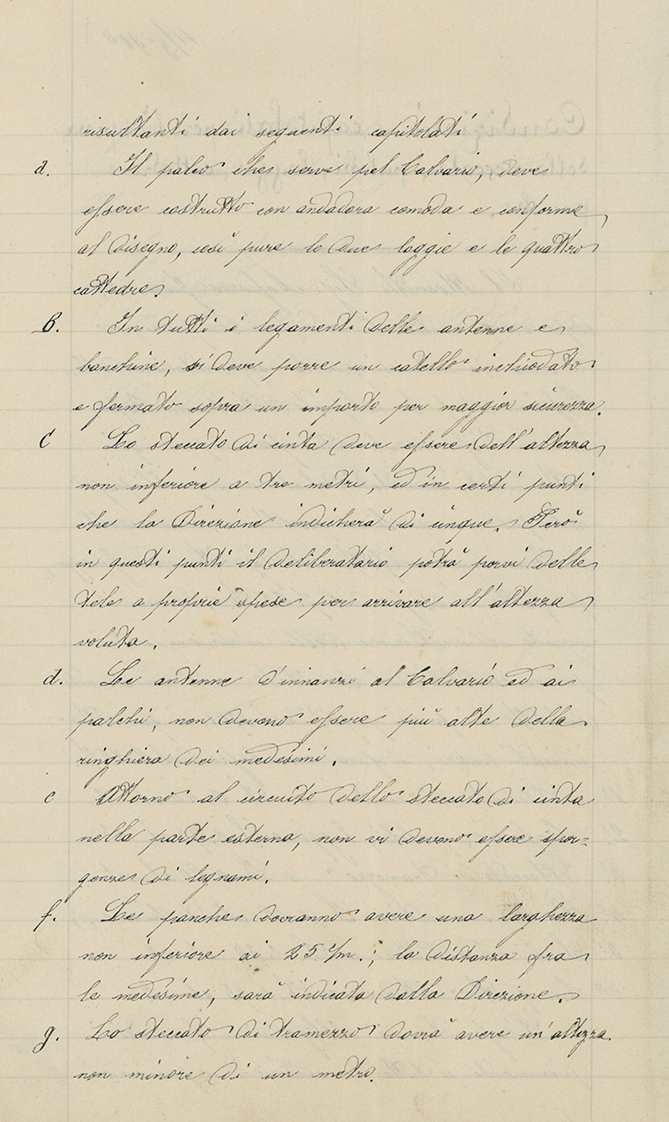 risultanti dai seguenti capitolati
a. Il palco che serve pel Calvario, deve
essere costrutto con andadora comoda e conforme
al Disegno, così pure le due loggie e le quattro
cattedre.
B. In tutti i legamenti delle antenne e
banchine, si deve porre un catello inchiodato
e fermato sopra un importo per maggior sicurezza.
C Lo steccato di cinta deve essere dell'altezza
non inferiore a tre metri, ed in certi punti
che la Direzione indicherà di cinque. Però
in questi punti il deliberatario potrà porvi delle
tele a proprie spese per arrivare all'altezza
voluta.
d. Le antenne d'innanzi al Calvario ed ai
palchi, non devono essere più alte della
ringhiera dei medesimi.
e Attorno al circuito dello steccato di cinta
nella parte esterna, non vi devono essere spor=
genze di legnami.
f. Le panche dovranno avere una larghezza
non inferiore ai 25 c/m.; la distanza fra
le medesime, sarà indicata dalla Direzione.
g. Lo steccato di tramezzo dovrà avere un'altezza
non minore di un metro.